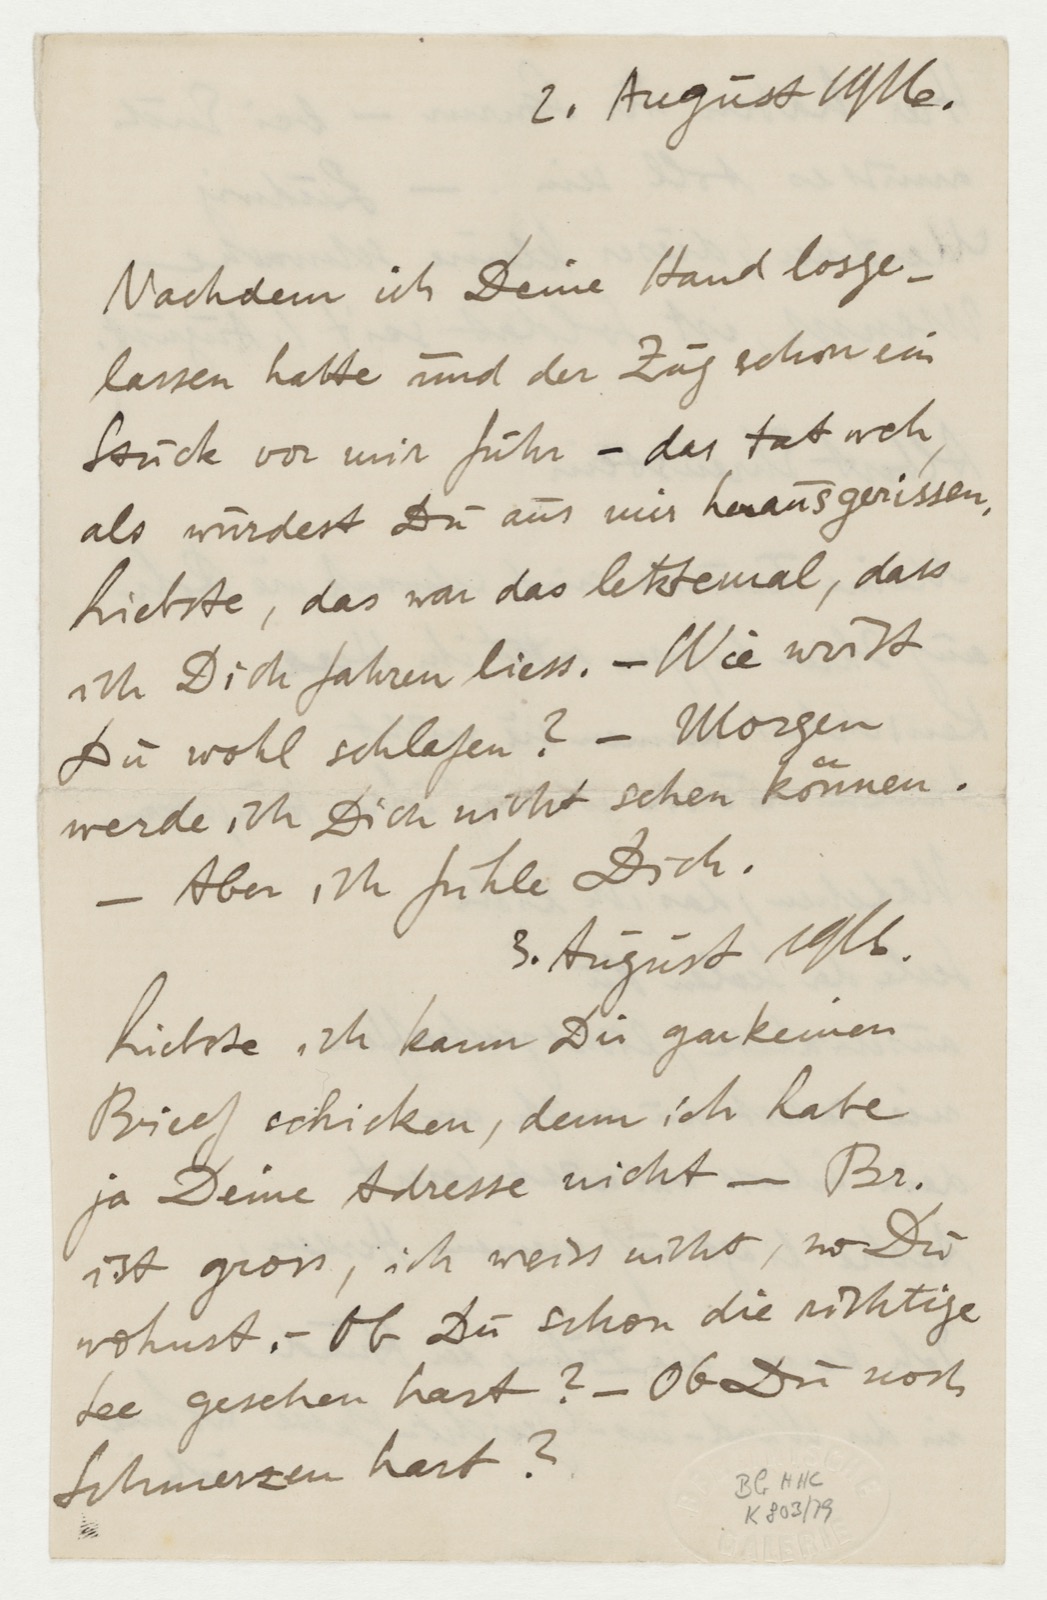 2. August 1916.
Nachdem ich Deine Hand losge-
lassen hatte und der Zug schon ein
Stück vor mir fuhr – das tat weh,
als würdest Du aus mir herausgerissen,
Liebste, das war das letztemal, dass
ich Dich fahren liess. – Wie wirst
Du wohl schlafen? – Morgen
werde ich Dich nicht sehen können.
– Aber ich fühle Dich.
3. August 1916.
Liebste ich kann Dir garkeinen
Brief schicken, denn ich habe
ja Deine Adresse nicht – Br.
ist gross, ich weiss nicht, wo Du
wohnst. – Ob Du schon die richtige
See gesehen hast? – Ob Du noch
Schmerzen hast?
BG HHC
K 803/79